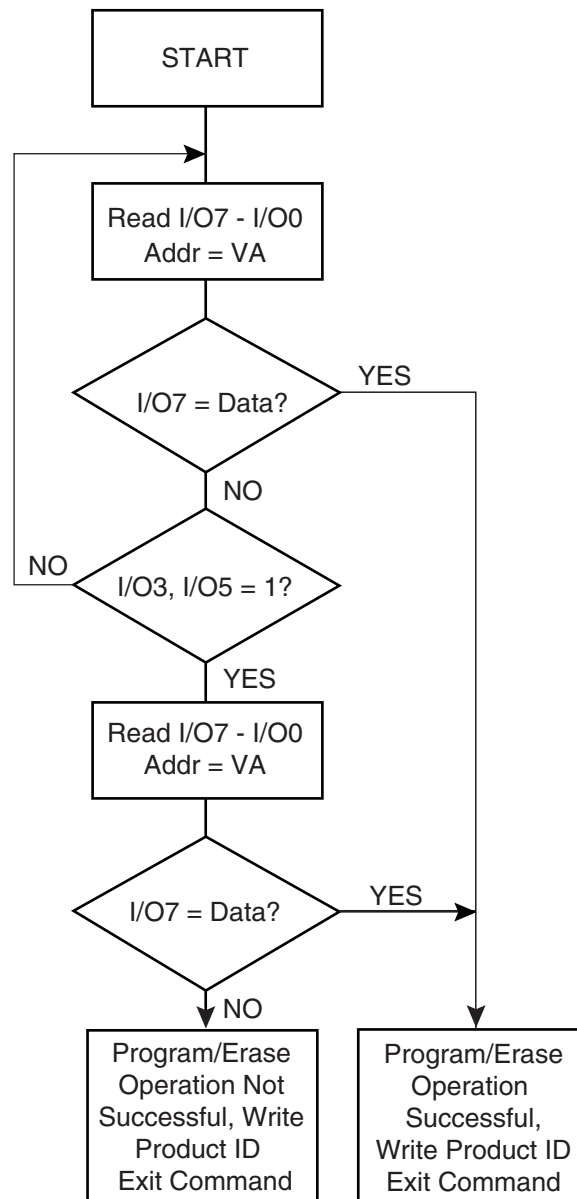 START
Read I/O7 - I/O0
Addr = VA
I/O7 = Data?
YES
NO
I/O3, I/O5 = 1?
NO
YES
Read I/O7 - I/O0
Addr = VA
I/O7 = Data?
YES
NO
Program/Erase
Operation Not
Successful, Write
Product ID
Exit Command
Program/Erase
Operation
Successful,
Write Product ID
Exit Command